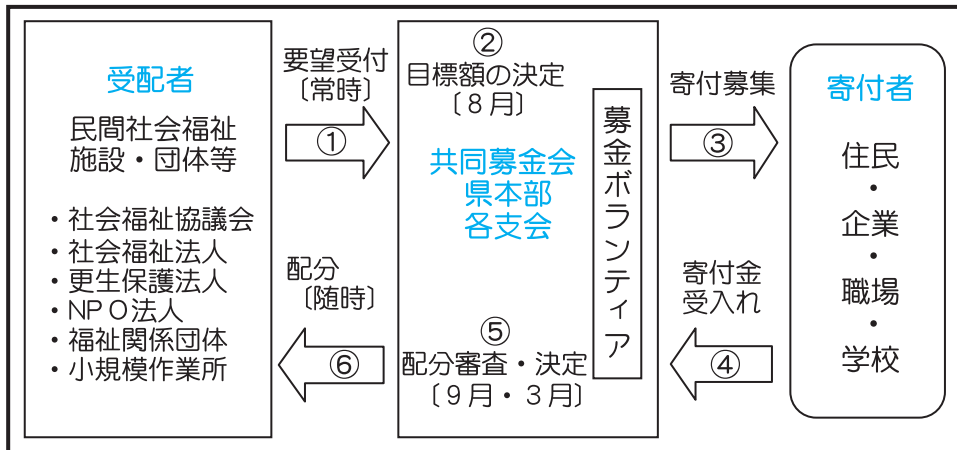 受配者
民間社会福祉
施設・団体等
・社会福祉協議会
・社会福祉法人
・更生保護法人
・NPO法人
・福祉関係団体
・小規模作業所
要望受付
〔常時〕
①
配分
〔随時〕
⑥
②
目標額の決定
〔8月〕
共同募金会
県本部
各支会
⑤
配分審査・決定
〔9月・3月〕
募金ボランティア
寄付募集
③
寄付金
受入れ
④
寄付者
住民
・
企業
・
職場
・
学校